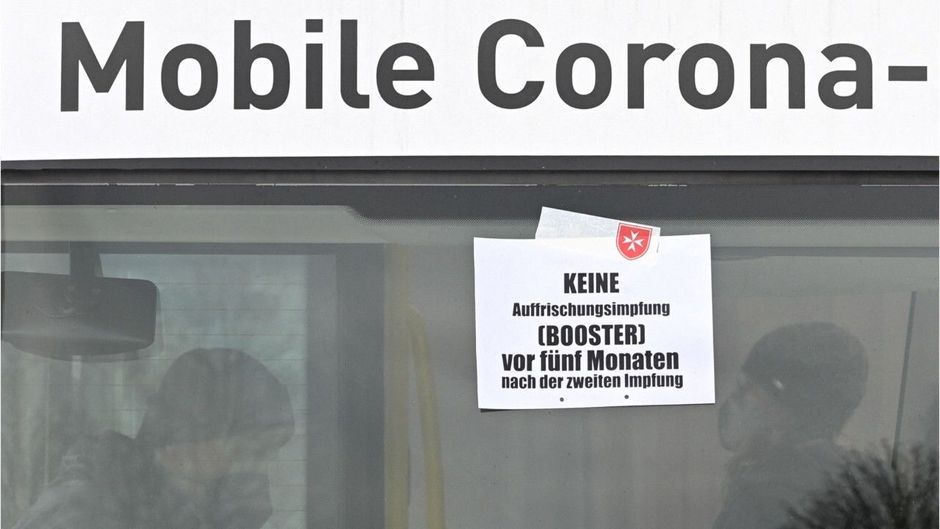 Mobile Corona-
KEINE
Auffrischungsimpfung
(BOOSTER)
vor fünf Monaten
nach der zweiten Impfung